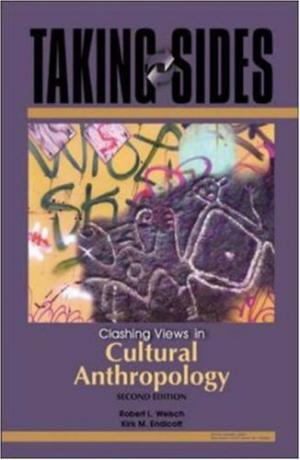 TAKING SIDES
Clashing Views in
Cultural
Anthropology
SECOND EDITION
Robert L. Welsch
Kirk M. Endicott